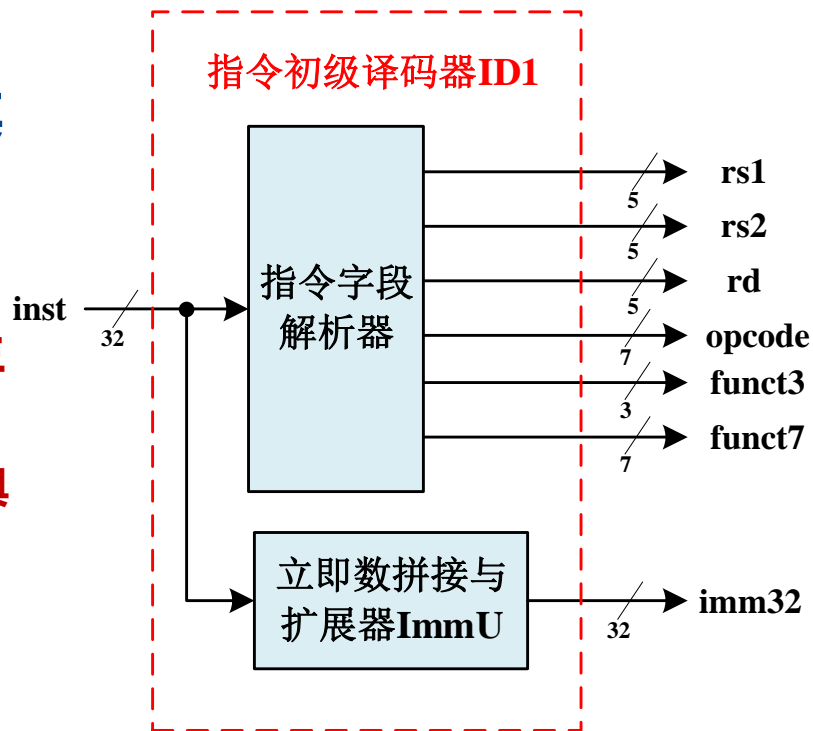 指令初级译码器ID1
rs1
5
rs2
5
指令字段
解析器
rd
5
inst
32
opcode
7
funct3
3
funct7
7
立即数拼接与
扩展器ImmU
imm32
32